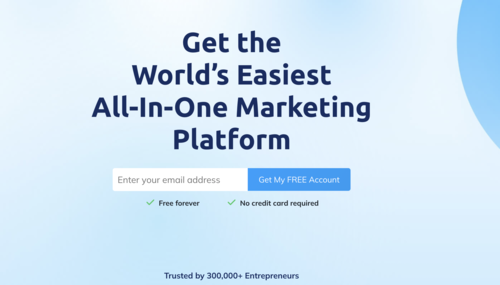 Get the
World’s Easiest
All-In-One Marketing
Platform
Enter your email address Get My FREE Account
Free forever No credit card required
Trusted by 300,000+ Entrepreneurs